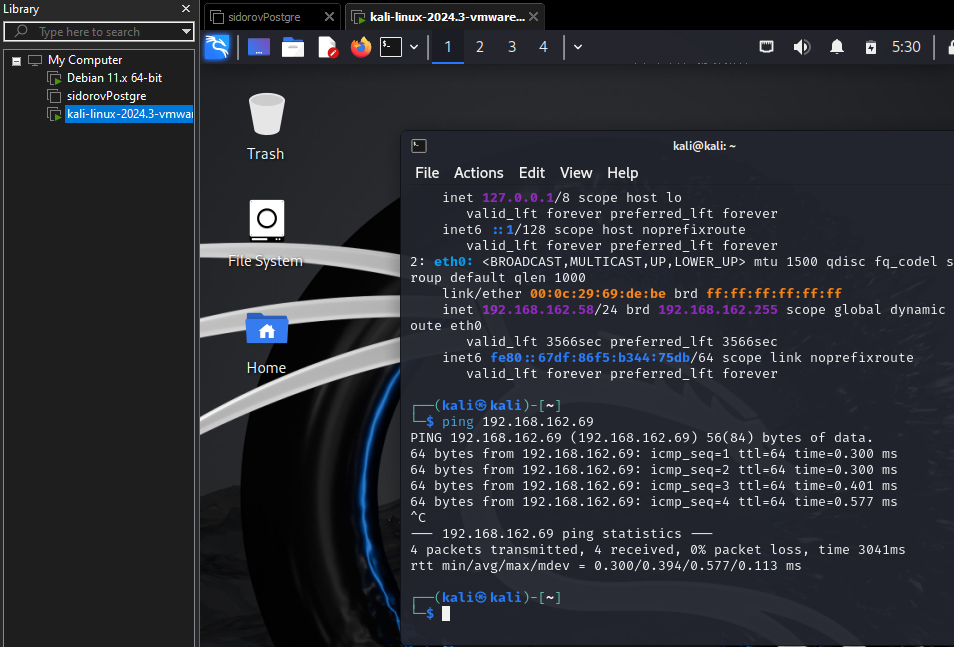 Library
Type here to search
My Computer
Debian 11.x 64-bit
sidorovPostgre
kali-linux-2024.3-vmwar
sidorovPostgre
kali-linux-2024.3-vmware...
1 2 3 4
5:30
Trash
File System
Home
kali@kali: ~
File Actions Edit View Help
inet 127.0.0.1/8 scope host lo
valid_lft forever preferred_lft forever
inet6 ::1/128 scope host noprefixroute
valid_lft forever preferred_lft forever
2: eth0: <BROADCAST,MULTICAST,UP,LOWER_UP> mtu 1500 qdisc fq_codel s
roup default qlen 1000
link/ether 00:0c:29:69:de:be brd ff:ff:ff:ff:ff:ff
inet 192.168.162.58/24 brd 192.168.162.255 scope global dynamic
oute eth0
valid_lft 3566sec preferred_lft 3566sec
inet6 fe80::67df:86f5:b344:75db/64 scope link noprefixroute
valid_lft forever preferred_lft forever
┌──(kali㉿kali)-[~]
└─$ ping 192.168.162.69
PING 192.168.162.69 (192.168.162.69) 56(84) bytes of data.
64 bytes from 192.168.162.69: icmp_seq=1 ttl=64 time=0.300 ms
64 bytes from 192.168.162.69: icmp_seq=2 ttl=64 time=0.300 ms
64 bytes from 192.168.162.69: icmp_seq=3 ttl=64 time=0.401 ms
64 bytes from 192.168.162.69: icmp_seq=4 ttl=64 time=0.577 ms
^C
--- 192.168.162.69 ping statistics ---
4 packets transmitted, 4 received, 0% packet loss, time 3041ms
rtt min/avg/max/mdev = 0.300/0.394/0.577/0.113 ms
┌──(kali㉿kali)-[~]
└─$